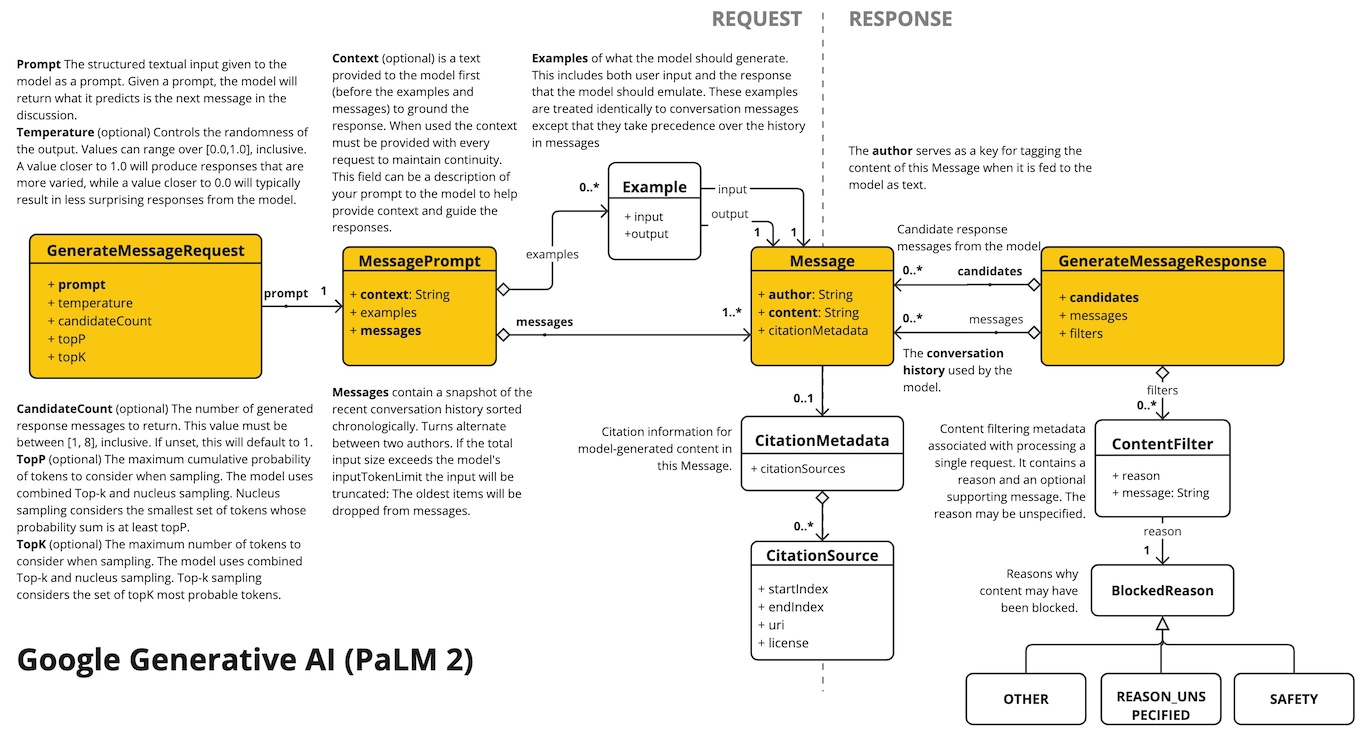 REQUEST
RESPONSE
Prompt The structured textual input given to the
model as a prompt. Given a prompt, the model will
return what it predicts is the next message in the
discussion.
Temperature (optional) Controls the randomness of
the output. Values can range over [0.0,1.0], inclusive.
A value closer to 1.0 will produce responses that are
more varied, while a value closer to 0.0 will typically
result in less surprising responses from the model.
Context (optional) is a text
provided to the model first
(before the examples and
messages) to ground the
response. When used the context
must be provided with every
request to maintain continuity.
This field can be a description of
your prompt to the model to help
provide context and guide the
responses.
Examples of what the model should generate.
This includes both user input and the response
that the model should emulate. These examples
are treated identically to conversation messages
except that they take precedence over the history
in messages
The author serves as a key for tagging the
content of this Message when it is fed to the
model as text.
GenerateMessageRequest
+ prompt
+ temperature
+ candidateCount
+ topP
+ topK
prompt
1
MessagePrompt
+ context: String
+ examples
+ messages
examples
0..*
Example
+ input
+output
input
output
1
1
messages
1..*
Message
+ author: String
+ content: String
+ citationMetadata
Candidate response
messages from the model
0..*
candidates
0..*
messages
The conversation
history used by the
model.
GenerateMessageResponse
+ candidates
+ messages
+ filters
CandidateCount (optional) The number of generated
response messages to return. This value must be
between [1, 8], inclusive. If unset, this will default to 1.
TopP (optional) The maximum cumulative probability
of tokens to consider when sampling. The model uses
combined Top-k and nucleus sampling. Nucleus
sampling considers the smallest set of tokens whose
probability sum is at least topP.
TopK (optional) The maximum number of tokens to
consider when sampling. The model uses combined
Top-k and nucleus sampling. Top-k sampling
considers the set of topK most probable tokens.
Messages contain a snapshot of the
recent conversation history sorted
chronologically. Turns alternate
between two authors. If the total
input size exceeds the model's
inputTokenLimit the input will be
truncated: The oldest items will be
dropped from messages.
0..1
Citation information for
model-generated content in
this Message.
CitationMetadata
+ citationSources
0..*
CitationSource
+ startIndex
+ endIndex
+ uri
+ license
filters
0..*
Content filtering metadata
associated with processing a
single request. It contains a
reason and an optional
supporting message. The
reason may be unspecified.
ContentFilter
+ reason
+ message: String
reason
1
Reasons why
content may have
been blocked.
BlockedReason
OTHER
REASON_UNS
PECIFIED
SAFETY
Google Generative AI (PaLM 2)